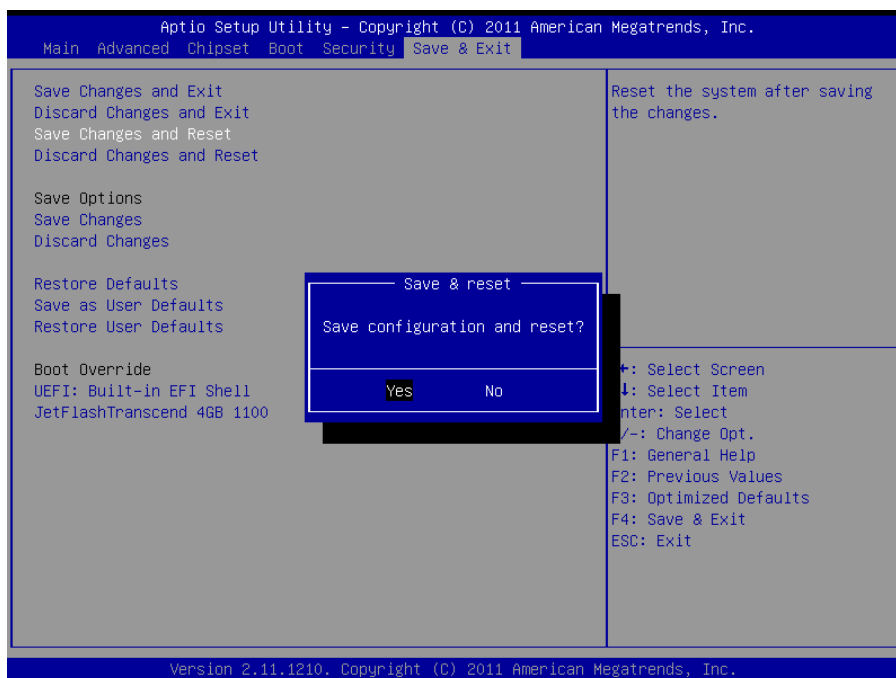 Aptio Setup Utility – Copyright (C) 2011 American Megatrends, Inc.
Main Advanced Chipset Boot Security Save & Exit
Save Changes and Exit
Discard Changes and Exit
Save Changes and Reset
Discard Changes and Reset
Save Options
Save Changes
Discard Changes
Restore Defaults
Save as User Defaults
Restore User Defaults
Boot Override
UEFI: Built-in EFI Shell
JetFlashTranscend 4GB 1100
Reset the system after saving
the changes.
Save & reset
Save configuration and reset?
Yes No
: Select Screen
: Select Item
nter: Select
/-: Change Opt.
F1: General Help
F2: Previous Values
F3: Optimized Defaults
F4: Save & Exit
ESC: Exit
Version 2.11.1210. Copyright (C) 2011 American Megatrends, Inc.